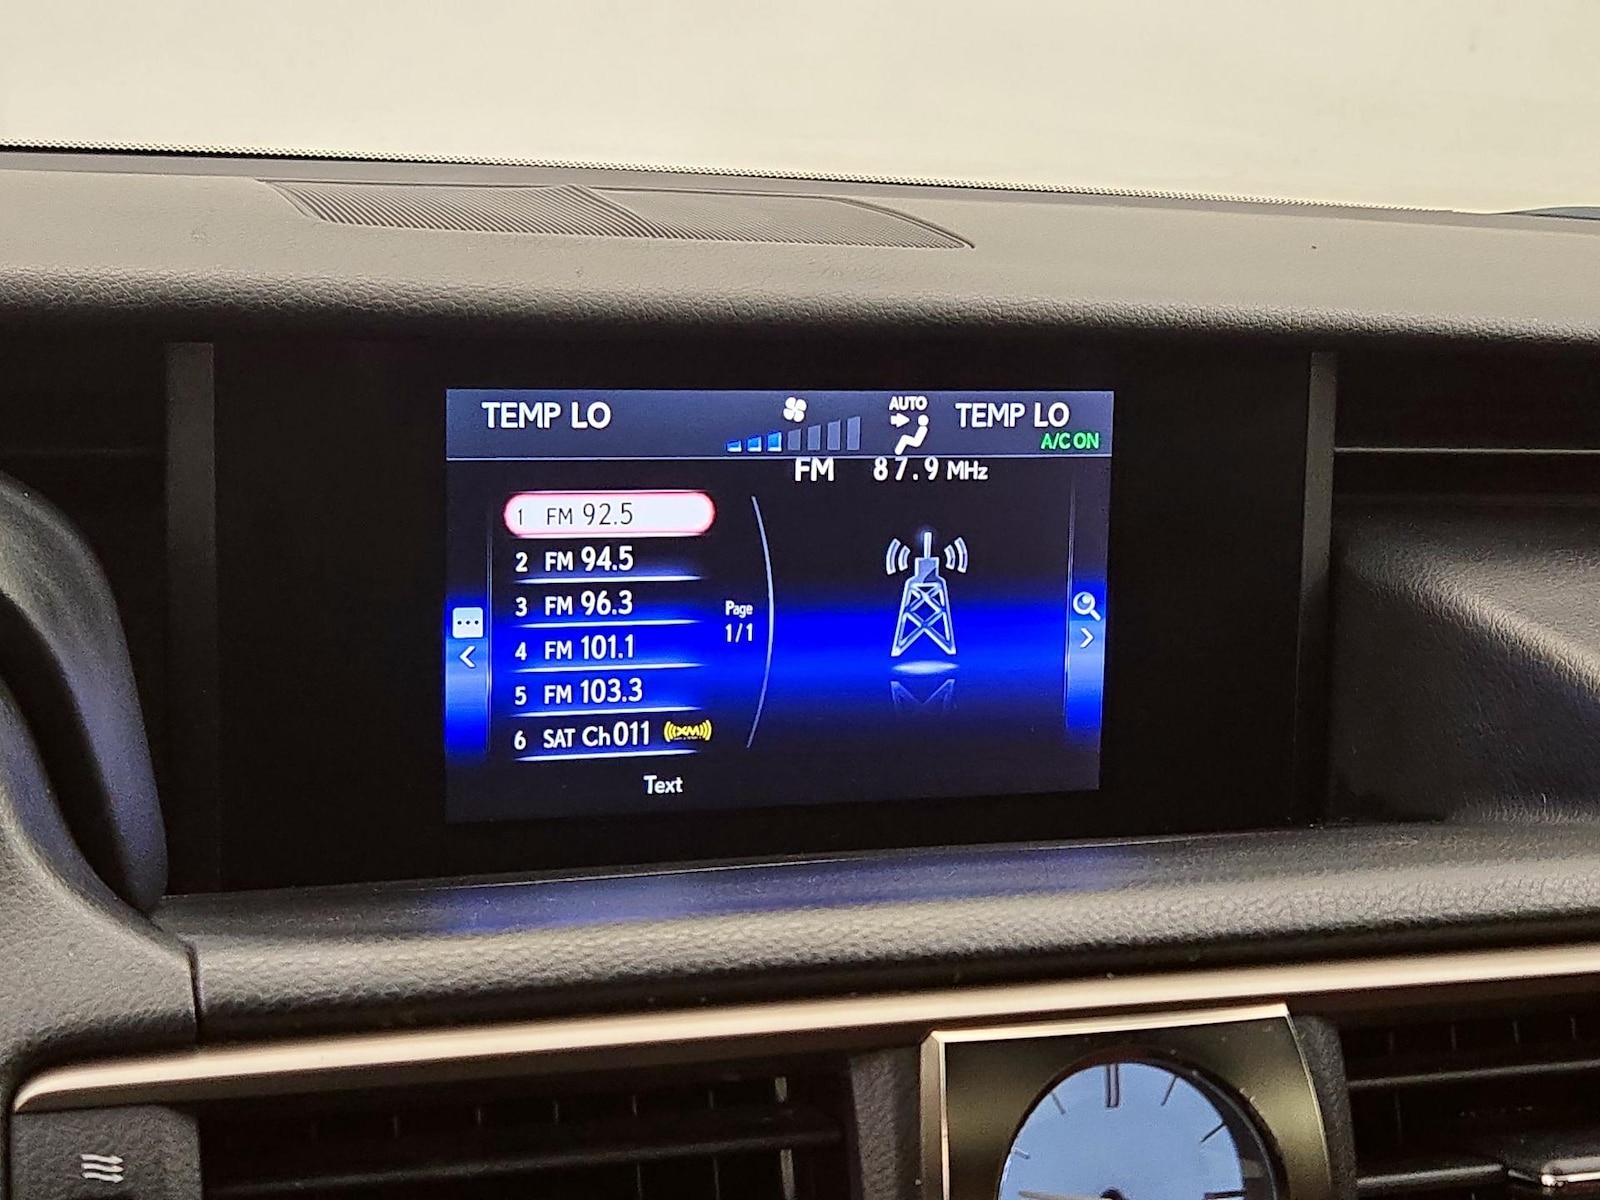 TEMP LO
AUTO
TEMP LO
A/C ON
FM 87.9 MHz
1 FM 92.5
2 FM 94.5
3 FM 96.3
4 FM 101.1
5 FM 103.3
6 SAT Ch011 ((XM))
Page
1/1
Text